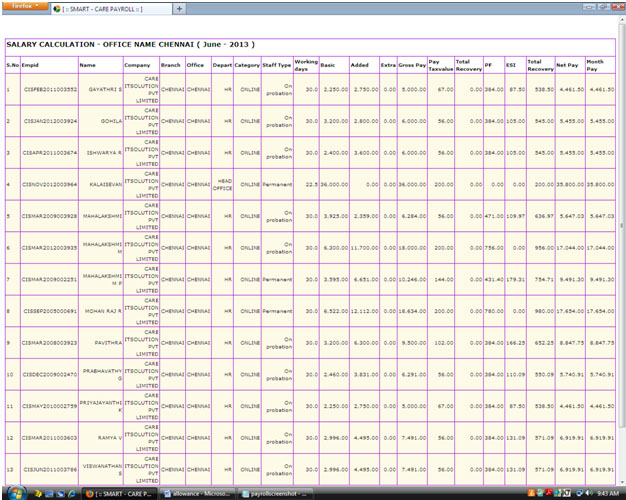 firefox
[ :: SMART - CARE PAYROLL :: ]
SALARY CALCULATION - OFFICE NAME CHENNAI ( June - 2013 )
S.No Empid Name Company Branch Office Depart Category Staff Type Working days Basic Added Extra Gross Pay Pay Taxvalue Total Recovery PF ESI Total Recovery Net Pay Month Pay
1 CISFEB2011003552 GAYATHRI S CARE ITSOLUTION PVT LIMITED CHENNAI CHENNAI HR ONLINE On probation 30.0 2,250.00 2,750.00 0.00 5,000.00 67.00 0.00 384.00 87.50 538.50 4,461.50 4,461.50
2 CISJAN2012003924 GOHILA CARE ITSOLUTION PVT LIMITED CHENNAI CHENNAI HR ONLINE On probation 30.0 3,200.00 2,800.00 0.00 6,000.00 56.00 0.00 384.00 105.00 545.00 5,455.00 5,455.00
3 CISAPR2011003674 ISHWARYA R CARE ITSOLUTION PVT LIMITED CHENNAI CHENNAI HR ONLINE On probation 30.0 2,400.00 3,600.00 0.00 6,000.00 56.00 0.00 384.00 105.00 545.00 5,455.00 5,455.00
4 CISNOV2012003964 KALAISEVAN CARE ITSOLUTION PVT LIMITED CHENNAI CHENNAI HEAD OFFICE ONLINE Permanent 22.5 36,000.00 0.00 0.00 36,000.00 200.00 0.00 0.00 0.00 200.00 35,800.00 35,800.00
5 CISMAR2009003928 MAHALAKSHMI CARE ITSOLUTION PVT LIMITED CHENNAI CHENNAI HR ONLINE On probation 30.0 3,925.00 2,359.00 0.00 6,284.00 56.00 0.00 471.00 109.97 636.97 5,647.03 5,647.03
6 CISMAR2012003935 MAHALAKSHMI M CARE ITSOLUTION PVT LIMITED CHENNAI CHENNAI HR ONLINE On probation 30.0 6,300.00 11,700.00 0.00 18,000.00 200.00 0.00 756.00 0.00 956.00 17,044.00 17,044.00
7 CISMAR2009002251 MAHALAKSHMI M P CARE ITSOLUTION PVT LIMITED CHENNAI CHENNAI HR ONLINE Permanent 30.0 3,595.00 6,651.00 0.00 10,246.00 144.00 0.00 431.40 179.31 754.71 9,491.30 9,491.30
8 CISSEP2005000691 MOHAN RAJ R CARE ITSOLUTION PVT LIMITED CHENNAI CHENNAI HR ONLINE Permanent 30.0 6,522.00 12,112.00 0.00 18,634.00 200.00 0.00 780.00 0.00 980.00 17,654.00 17,654.00
9 CISMAR2008003923 PAVITHRA CARE ITSOLUTION PVT LIMITED CHENNAI CHENNAI HR ONLINE On probation 30.0 3,200.00 6,300.00 0.00 9,500.00 102.00 0.00 384.00 166.25 652.25 8,847.75 8,847.75
10 CISDEC2009002470 PRABHAVATHY G CARE ITSOLUTION PVT LIMITED CHENNAI CHENNAI HR ONLINE On probation 30.0 2,460.00 3,831.00 0.00 6,291.00 56.00 0.00 384.00 110.09 550.09 5,740.91 5,740.91
11 CISMAY2010002759 PRIYAJAYANTHI K CARE ITSOLUTION PVT LIMITED CHENNAI CHENNAI HR ONLINE On probation 30.0 2,250.00 2,750.00 0.00 5,000.00 67.00 0.00 384.00 87.50 538.50 4,461.50 4,461.50
12 CISMAR2011003603 RAMYA V CARE ITSOLUTION PVT LIMITED CHENNAI CHENNAI HR ONLINE On probation 30.0 2,996.00 4,495.00 0.00 7,491.00 56.00 0.00 384.00 131.09 571.09 6,919.91 6,919.91
13 CISJUN2011003786 VISWANATHAN S CARE ITSOLUTION PVT LIMITED CHENNAI CHENNAI HR ONLINE On probation 30.0 2,996.00 4,495.00 0.00 7,491.00 56.00 0.00 384.00 131.09 571.09 6,919.91 6,919.91
[ :: SMART - CARE P... allowance - Microso... payrollscreenshot - ... 9:43 AM